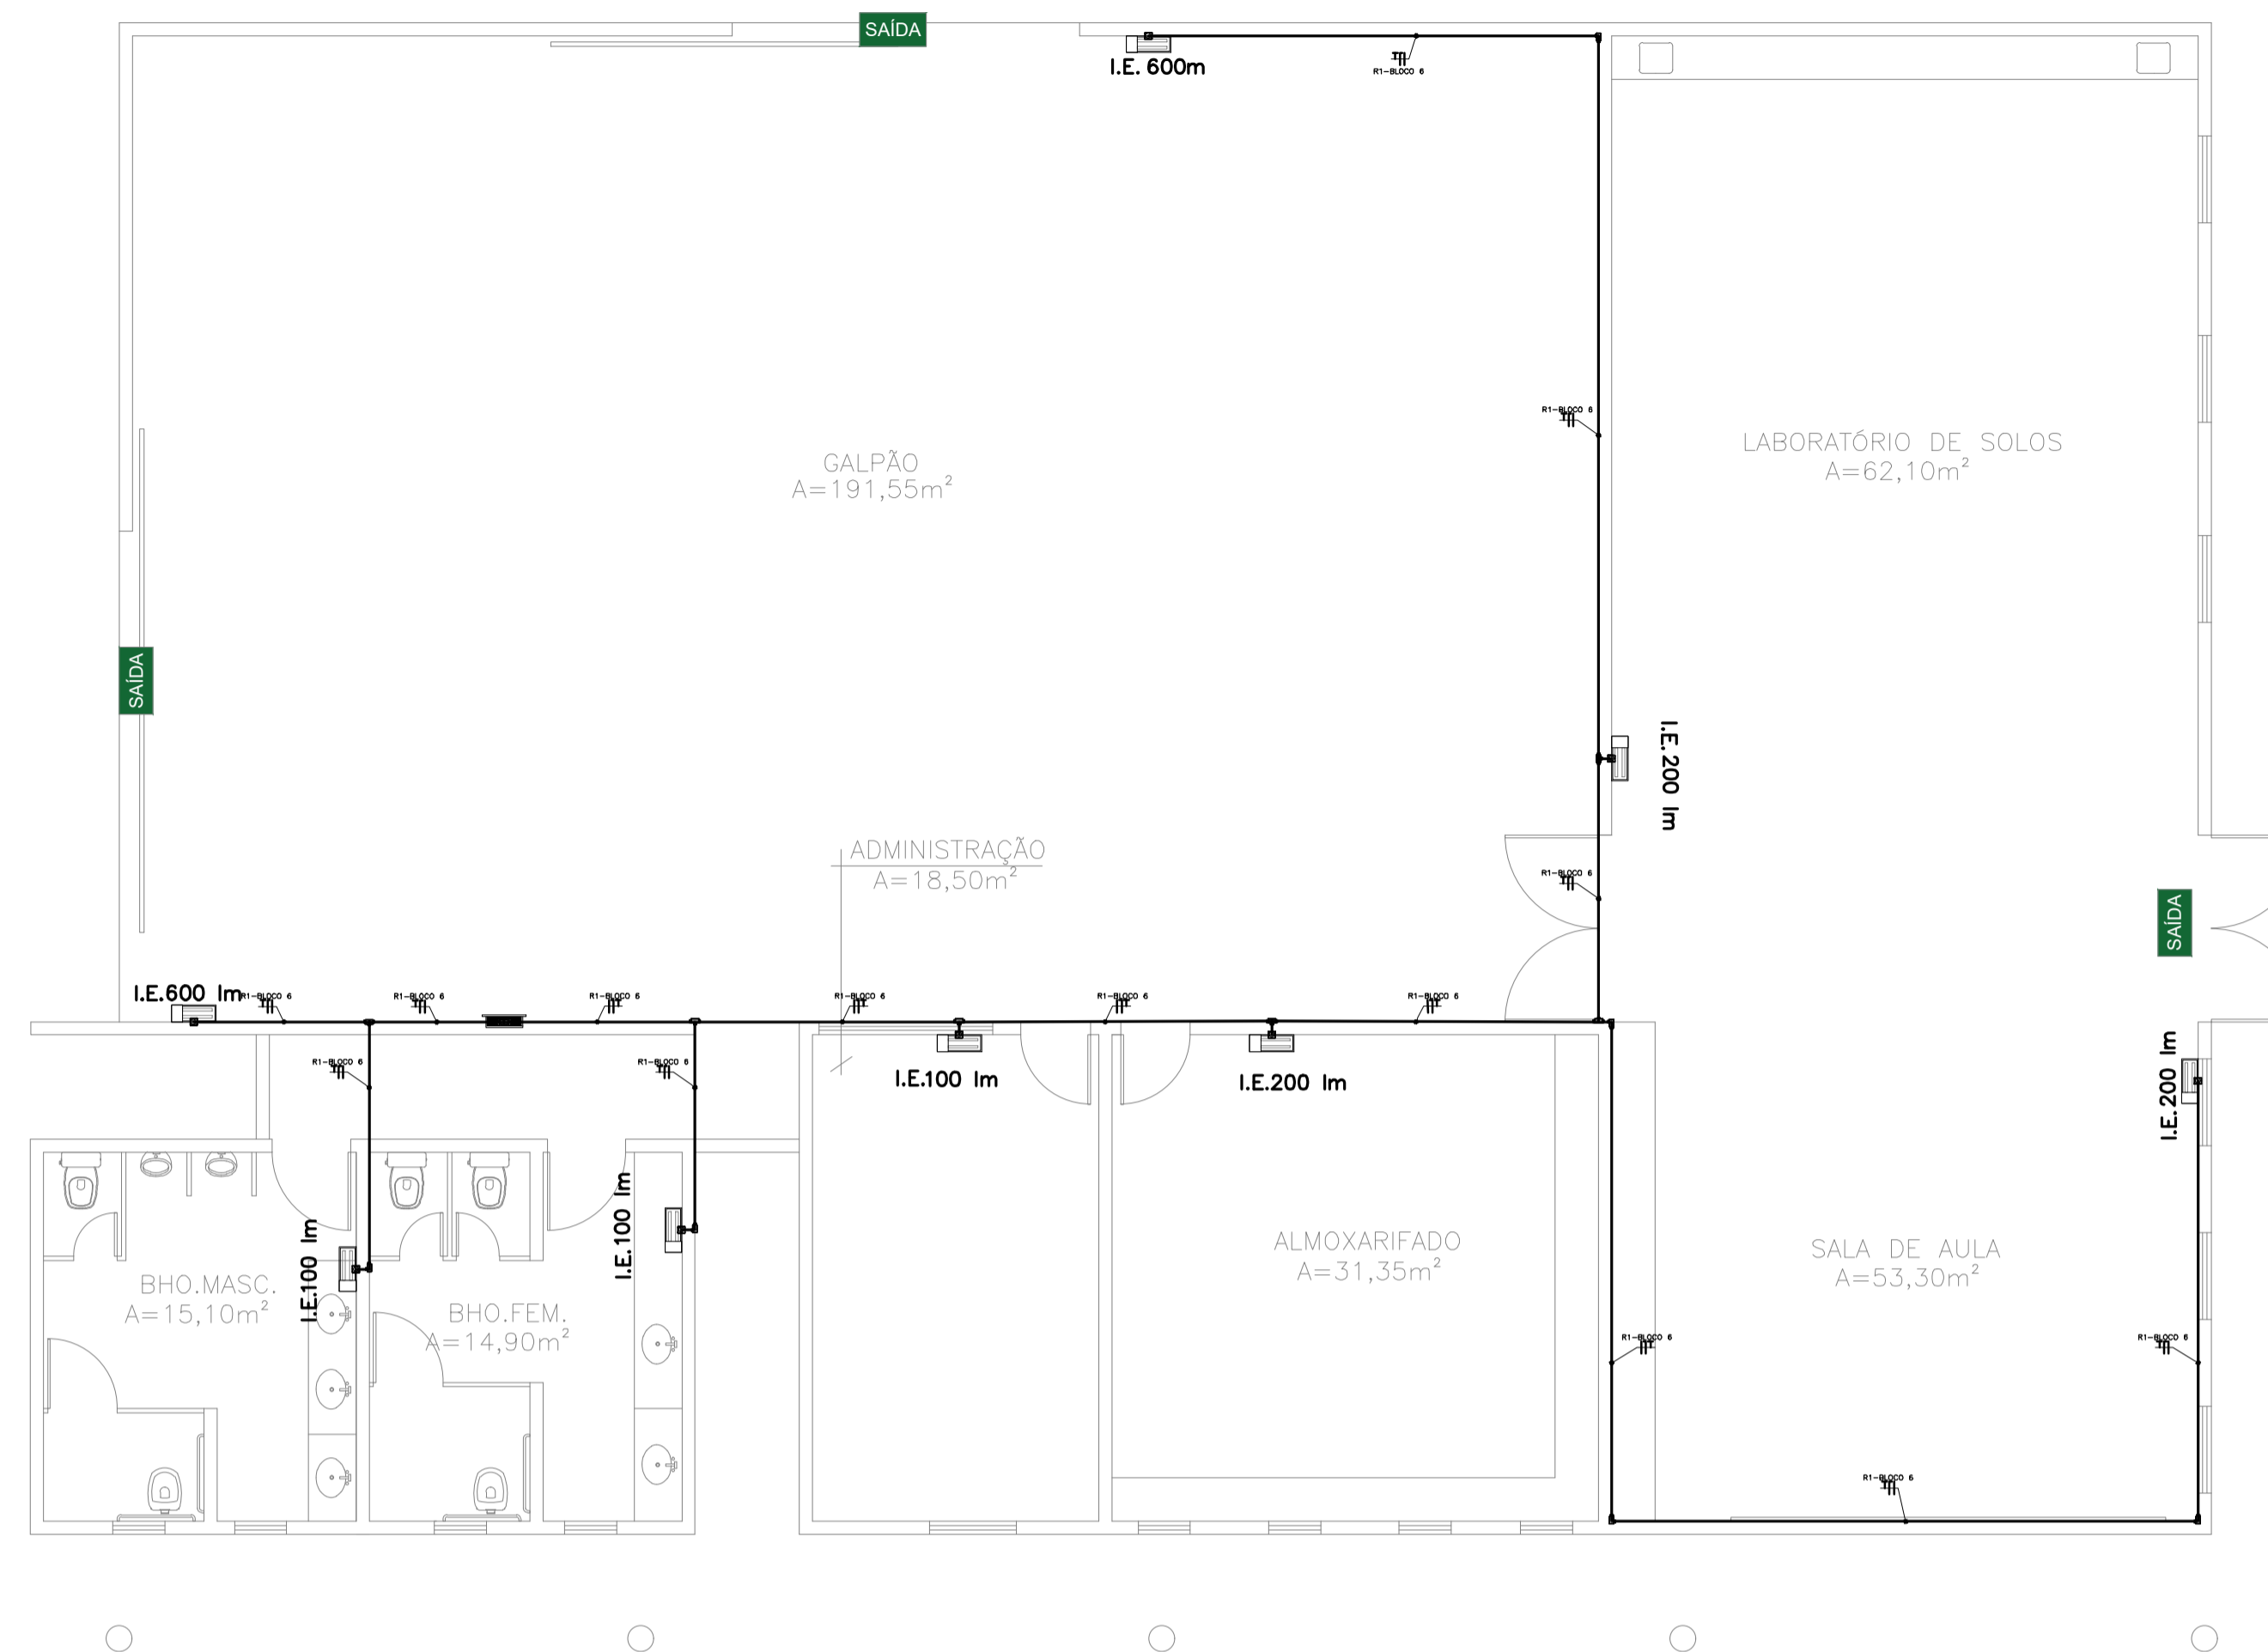 SAÍDA
I.E. 600m
R1-BLOCO 6
R1-BLOCO 6
LABORATÓRIO DE SOLOS
A=62,10m²
GALPÃO
A=191,55m²
SAÍDA
I.E.200 lm
ADMINISTRAÇÃO
A=18,50m²
R1-BLOCO 6
SAÍDA
I.E.600 lm
R1-BLOCO 6
R1-BLOCO 6
R1-BLOCO 6
R1-BLOCO 6
R1-BLOCO 6
R1-BLOCO 6
R1-BLOCO 6
R1-BLOCO 6
I.E.100 lm
I.E.200 lm
I.E.200 lm
I.E.100 lm
I.E.100 lm
ALMOXARIFADO
A=31,35m²
SALA DE AULA
A=53,30m²
BHO.MASC.
A=15,10m²
BHO.FEM.
A=14,90m²
R1-BLOCO 6
R1-BLOCO 6
R1-BLOCO 6